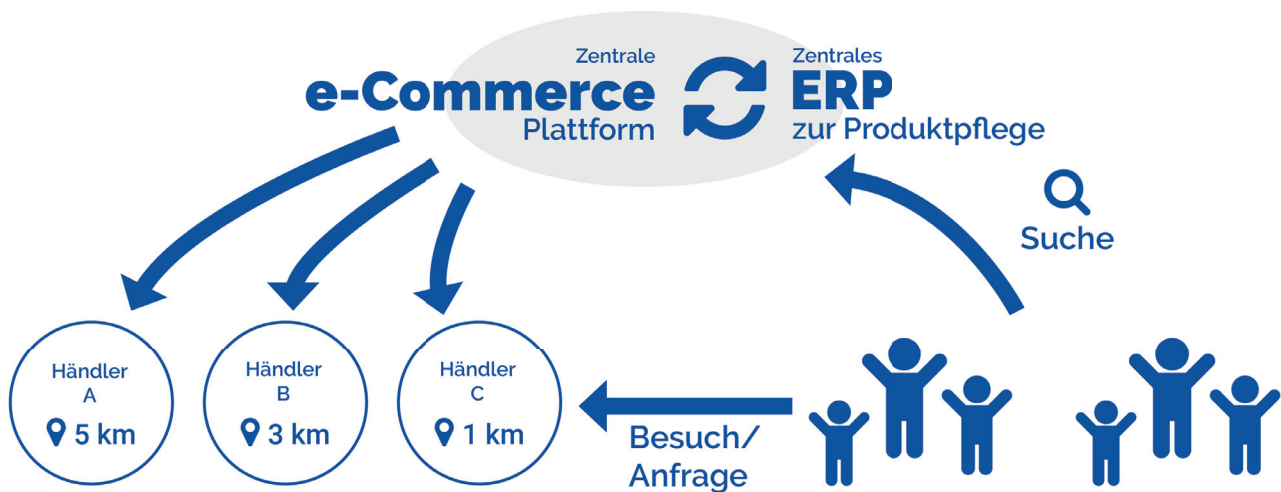 Zentrale
e-Commerce
Plattform
Zentrales
ERP
zur Produktpflege
Suche
Händler
A
5 km
Händler
B
3 km
Händler
C
1 km
Besuch/
Anfrage